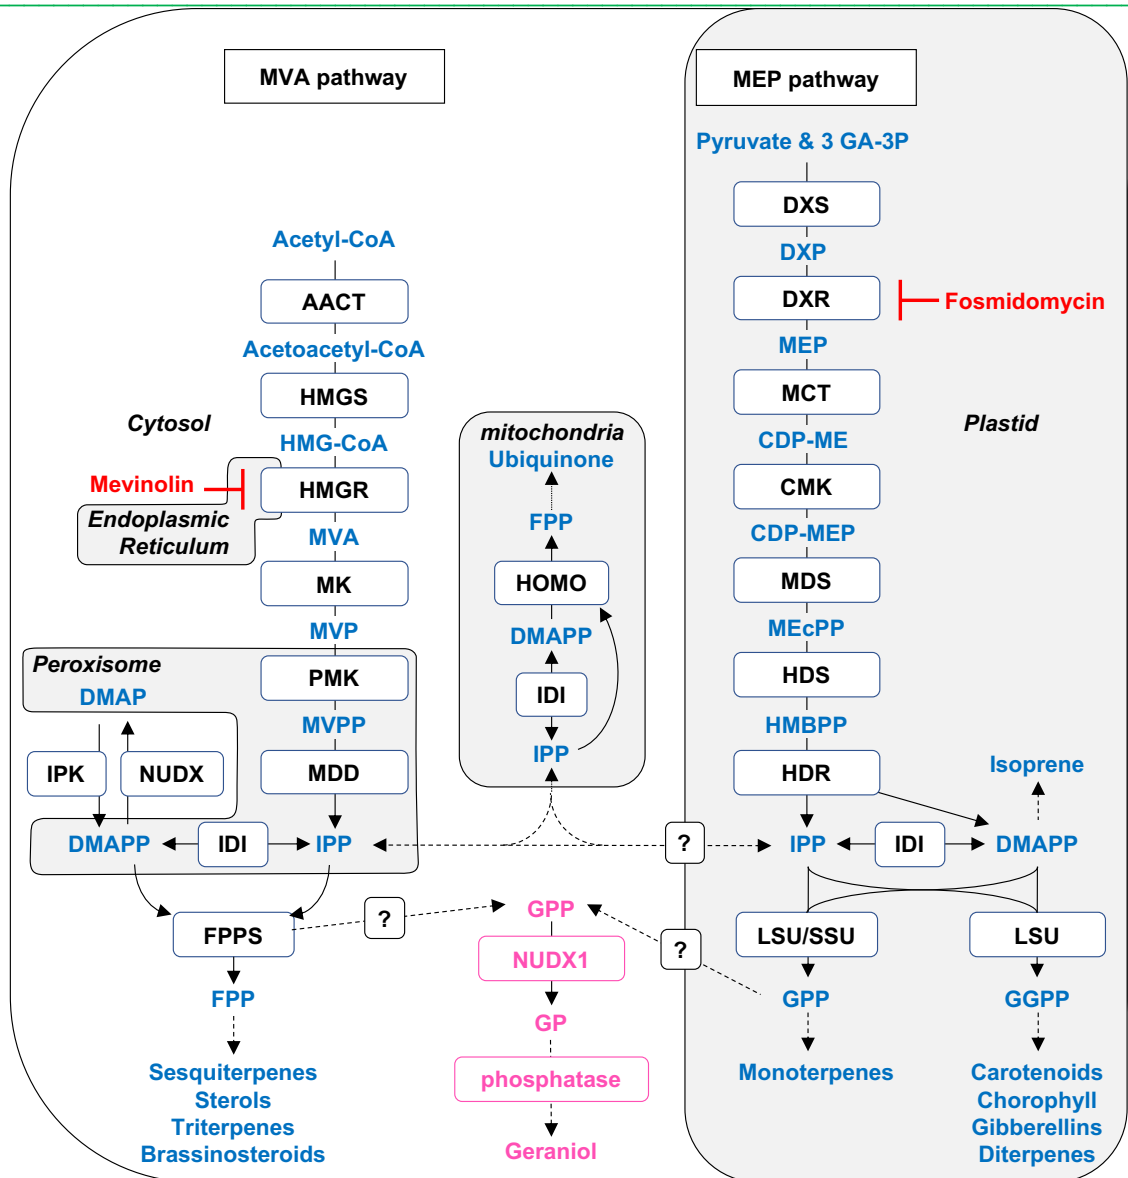 MVA pathway
Acetyl-CoA
AACT
Acetoacetyl-CoA
HMGS
Cytosol
HMG-CoA
Mevinolin
HMGR
Endoplasmic
Reticulum
MVA
MK
MVP
Peroxisome
DMAP
PMK
MVPP
IPK
NUDX
MDD
DMAPP
IDI
IPP
FPPS
FPP
Sesquiterpenes
Sterols
Triterpenes
Brassinosteroids
mitochondria
Ubiquinone
FPP
HOMO
DMAPP
IDI
IPP
?
?
?
GPP
NUDX1
GP
phosphatase
Geraniol
MEP pathway
Pyruvate & 3 GA-3P
DXS
DXP
DXR
Fosmidomycin
MEP
MCT
Plastid
CDP-ME
CMK
CDP-MEP
MDS
MEcPP
HDS
HMBPP
HDR
Isoprene
IPP
IDI
DMAPP
LSU/SSU
LSU
GPP
GGPP
Monoterpenes
Carotenoids
Chorophyll
Gibberellins
Diterpenes